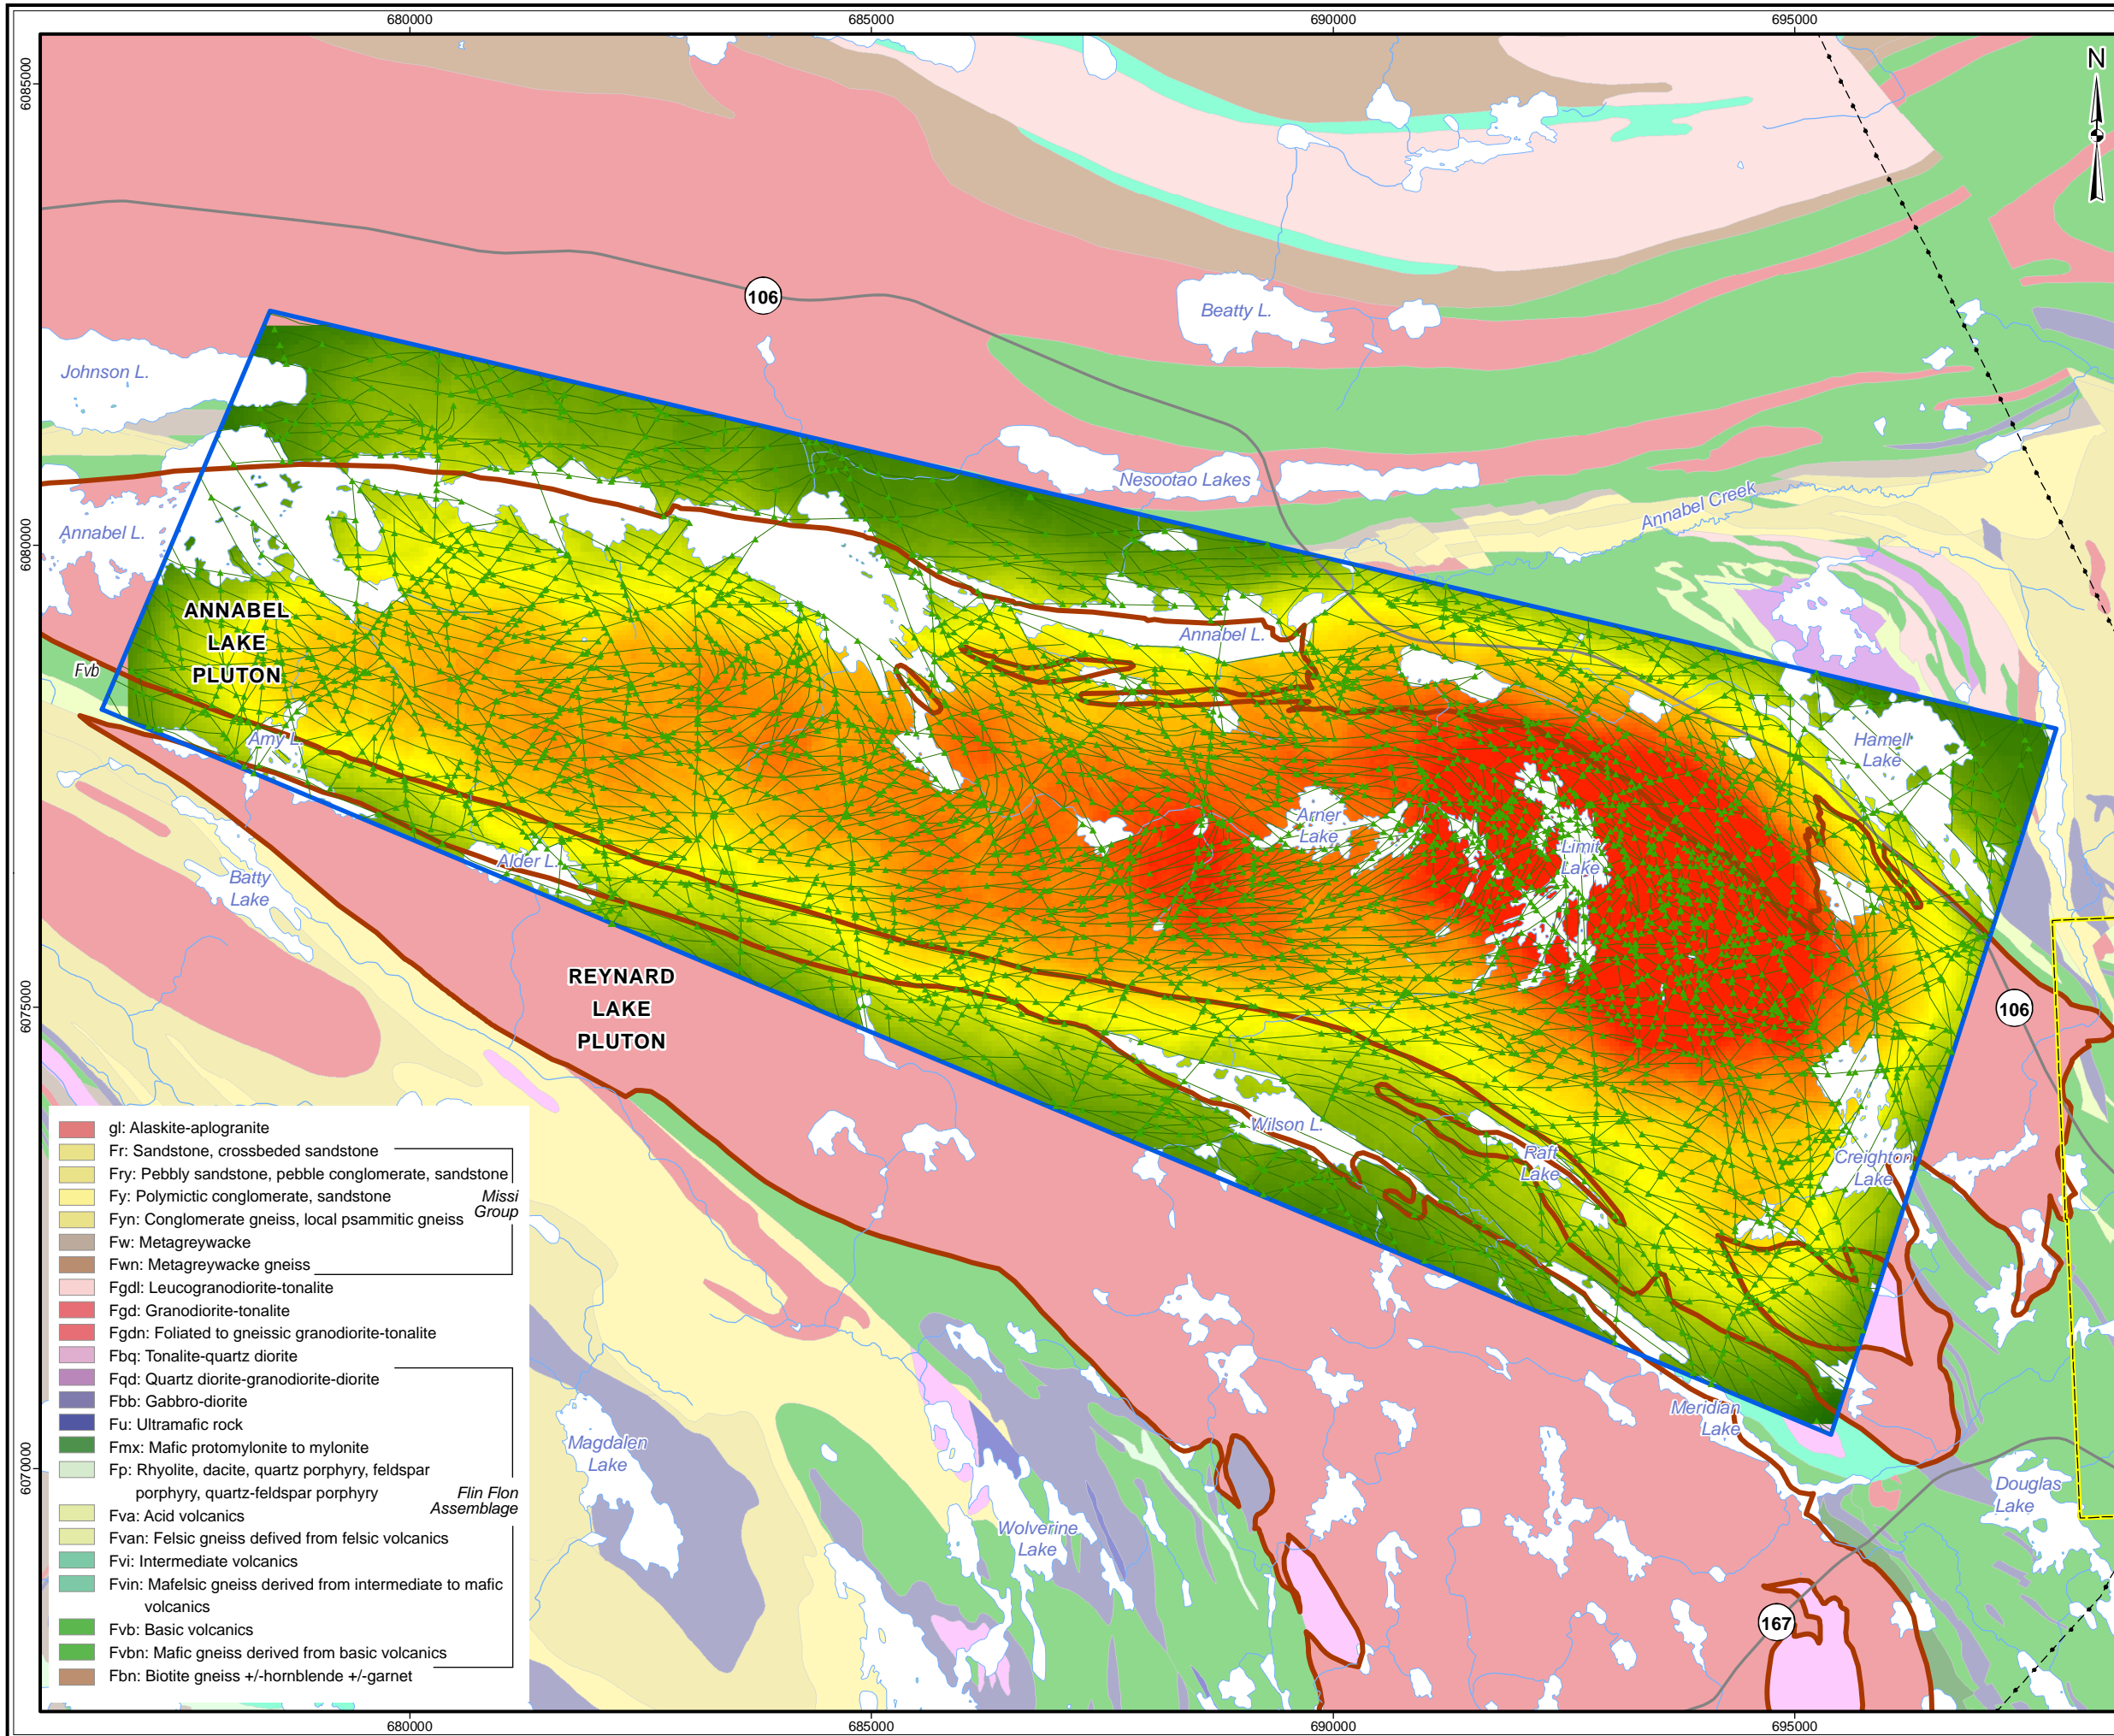 680000
685000
690000
695000
6085000
6080000
6075000
6070000
N
106
Beatty L.
Johnson L.
Nesootao Lakes
Annabel Creek
Annabel L.
ANNABEL
LAKE
PLUTON
Annabel L.
Fvb
Amy L.
Hamell
Lake
Arner
Lake
Limit
Lake
Alder L.
Batty
Lake
REYNARD
LAKE
PLUTON
106
Wilson L.
Raft
Lake
Creighton
Lake
Meridian
Lake
Magdalen
Lake
Wolverine
Lake
Douglas
Lake
167
gl: Alaskite-aplogranite
Fr: Sandstone, crossbeded sandstone
Fry: Pebbly sandstone, pebble conglomerate, sandstone
Fy: Polymictic conglomerate, sandstone
Fyn: Conglomerate gneiss, local psammitic gneiss
Fw: Metagreywacke
Fwn: Metagreywacke gneiss
Missi
Group
Fgdl: Leucogranodiorite-tonalite
Fgd: Granodiorite-tonalite
Fgdn: Foliated to gneissic granodiorite-tonalite
Fbq: Tonalite-quartz diorite
Fqd: Quartz diorite-granodiorite-diorite
Fbb: Gabbro-diorite
Fu: Ultramafic rock
Fmx: Mafic protomylonite to mylonite
Fp: Rhyolite, dacite, quartz porphyry, feldspar
porphyry, quartz-feldspar porphyry
Fva: Acid volcanics
Fvan: Felsic gneiss defived from felsic volcanics
Fvi: Intermediate volcanics
Fvin: Mafelsic gneiss derived from intermediate to mafic
volcanics
Fvb: Basic volcanics
Fvbn: Mafic gneiss derived from basic volcanics
Flin Flon
Assemblage
Fbn: Biotite gneiss +/-hornblende +/-garnet
680000
685000
690000
695000